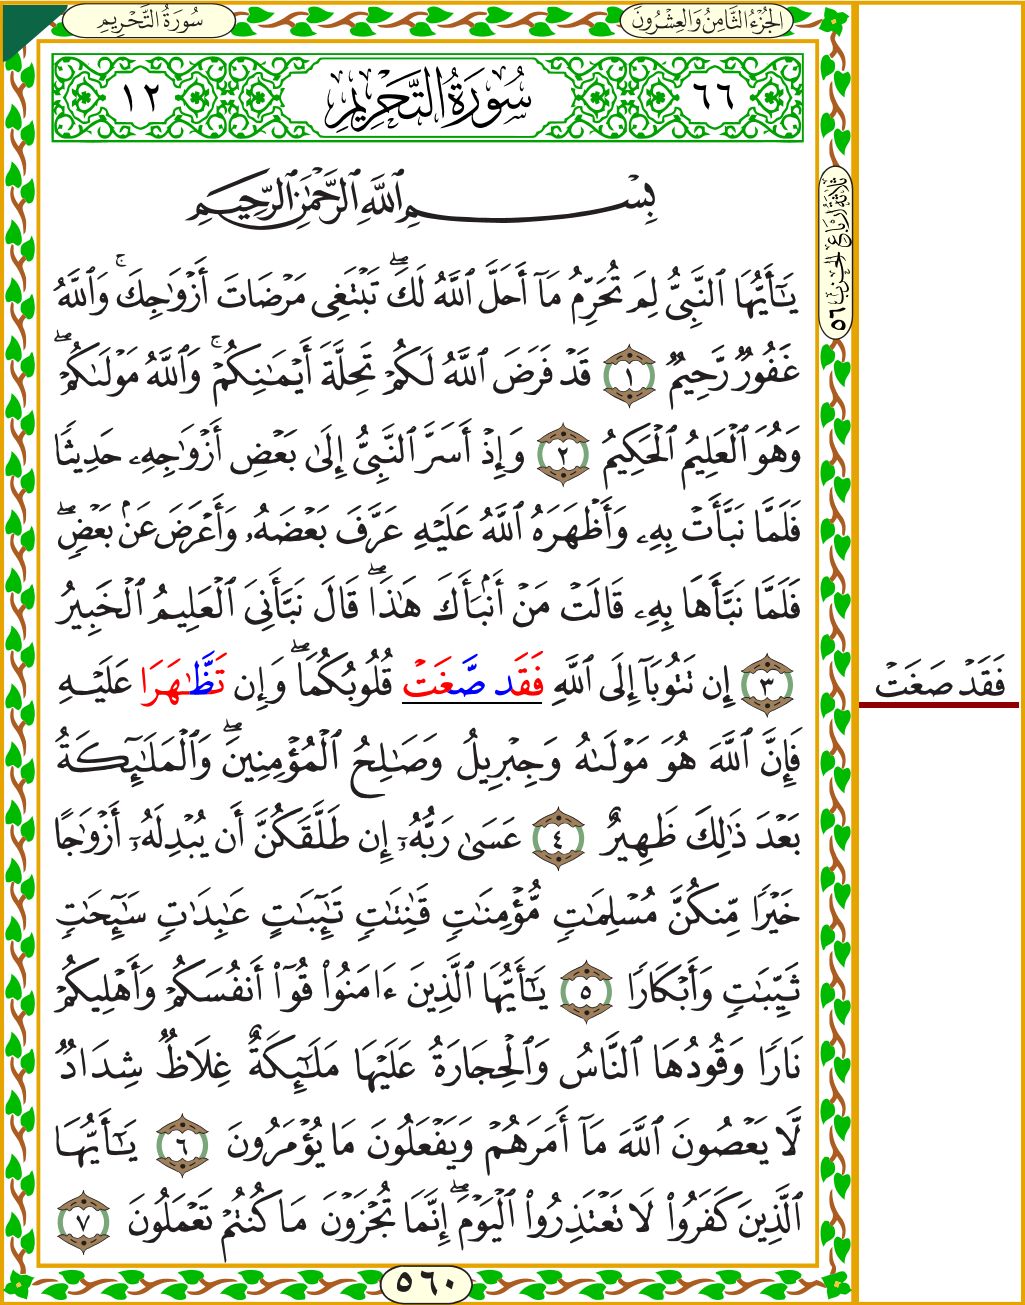 الجُزْءُ الثَّامِنُ وَالعِشْرُونَ
سُورَةُ التَّحْرِيمِ
٦٦ سُورَةُ التَّحْرِيمِ ١٢
ثَلَاثَةُ أَرْبَاعِ الحِزْبِ ٥٦
بِسْمِ ٱللَّهِ ٱلرَّحْمَٰنِ ٱلرَّحِيمِ
يَـٰٓأَيُّهَا ٱلنَّبِىُّ لِمَ تُحَرِّمُ مَآ أَحَلَّ ٱللَّهُ لَكَ ۖ تَبْتَغِى مَرْضَاتَ أَزْوَٰجِكَ ۚ وَٱللَّهُ
غَفُورٌ رَّحِيمٌ ١ قَدْ فَرَضَ ٱللَّهُ لَكُمْ تَحِلَّةَ أَيْمَـٰنِكُمْ ۚ وَٱللَّهُ مَوْلَىٰكُمْ ۖ
وَهُوَ ٱلْعَلِيمُ ٱلْحَكِيمُ ٢ وَإِذْ أَسَرَّ ٱلنَّبِىُّ إِلَىٰ بَعْضِ أَزْوَٰجِهِۦ حَدِيثًا
فَلَمَّا نَبَّأَتْ بِهِۦ وَأَظْهَرَهُ ٱللَّهُ عَلَيْهِ عَرَّفَ بَعْضَهُۥ وَأَعْرَضَ عَنۢ بَعْضٍ ۖ
فَلَمَّا نَبَّأَهَا بِهِۦ قَالَتْ مَنْ أَنۢبَأَكَ هَـٰذَا ۖ قَالَ نَبَّأَنِىَ ٱلْعَلِيمُ ٱلْخَبِيرُ
٣ إِن تَتُوبَآ إِلَى ٱللَّهِ فَقَد صَّغَتْ قُلُوبُكُمَا ۖ وَإِن تَظَّـٰهَرَا عَلَيْهِ
فَقَدْ صَغَتْ
فَإِنَّ ٱللَّهَ هُوَ مَوْلَىٰهُ وَجِبْرِيلُ وَصَـٰلِحُ ٱلْمُؤْمِنِينَ ۖ وَٱلْمَلَـٰٓئِكَةُ
بَعْدَ ذَٰلِكَ ظَهِيرٌ ٤ عَسَىٰ رَبُّهُۥٓ إِن طَلَّقَكُنَّ أَن يُبْدِلَهُۥٓ أَزْوَٰجًا
خَيْرًا مِّنكُنَّ مُسْلِمَـٰتٍ مُّؤْمِنَـٰتٍ قَـٰنِتَـٰتٍ تَـٰٓئِبَـٰتٍ عَـٰبِدَٰتٍ سَـٰٓئِحَـٰتٍ
ثَيِّبَـٰتٍ وَأَبْكَارًا ٥ يَـٰٓأَيُّهَا ٱلَّذِينَ ءَامَنُوا۟ قُوٓا۟ أَنفُسَكُمْ وَأَهْلِيكُمْ
نَارًا وَقُودُهَا ٱلنَّاسُ وَٱلْحِجَارَةُ عَلَيْهَا مَلَـٰٓئِكَةٌ غِلَاظٌ شِدَادٌ
لَّا يَعْصُونَ ٱللَّهَ مَآ أَمَرَهُمْ وَيَفْعَلُونَ مَا يُؤْمَرُونَ ٦ يَـٰٓأَيُّهَا
ٱلَّذِينَ كَفَرُوا۟ لَا تَعْتَذِرُوا۟ ٱلْيَوْمَ ۖ إِنَّمَا تُجْزَوْنَ مَا كُنتُمْ تَعْمَلُونَ ٧
٥٦٠